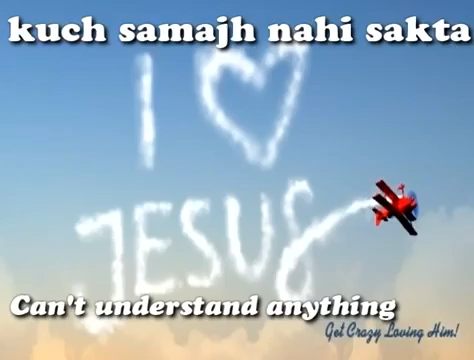 kuch samajh nahi sakta
I
JESUS
Can't understand anything
Get Crazy Loving Him!